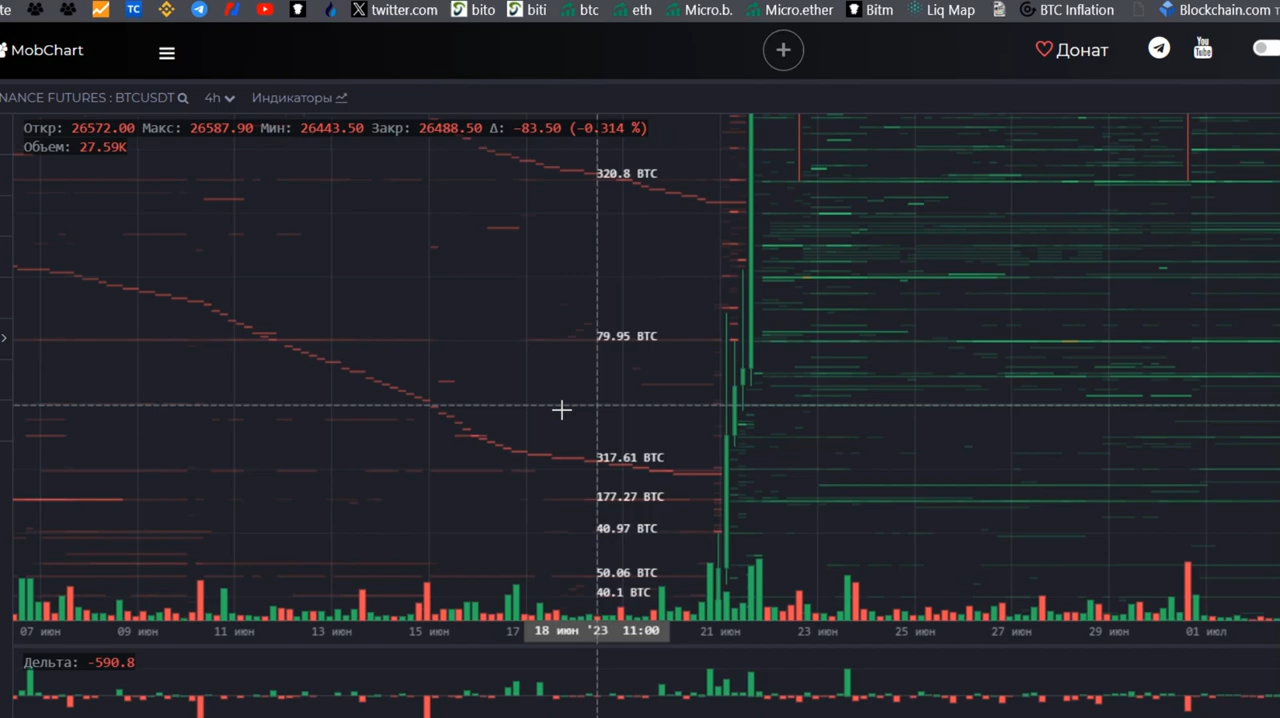 te TC twitter.com bito biti btc eth Micro.b. Micro.ether Bitm Liq Map BTC Inflation Blockchain.com
MobChart Донат You Tube
NANCE FUTURES : BTCUSDT 4h Индикаторы
Откр: 26572.00 Макс: 26587.90 Мин: 26443.50 Закр: 26488.50 Δ: -83.50 (-0.314 %)
Объем: 27.59K
320.8 BTC
79.95 BTC
317.61 BTC
177.27 BTC
40.97 BTC
50.06 BTC
40.1 BTC
07 июн 09 июн 11 июн 13 июн 15 июн 17 18 июн '23 11:00 21 июн 23 июн 25 июн 27 июн 29 июн 01 июл
Дельта: -590.8